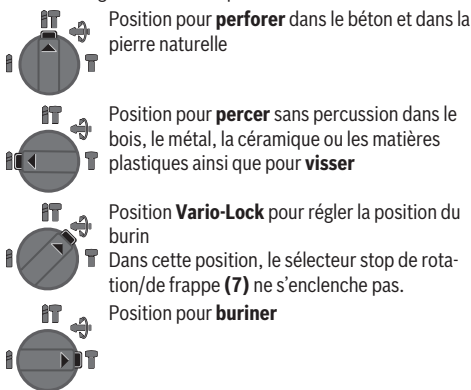 Position pour perforer dans le béton et dans la
pierre naturelle
Position pour percer sans percussion dans le
bois, le métal, la céramique ou les matières
plastiques ainsi que pour visser
Position Vario-Lock pour régler la position du
burin
Dans cette position, le sélecteur stop de rota-
tion/de frappe (7) ne s’enclenche pas.
Position pour buriner